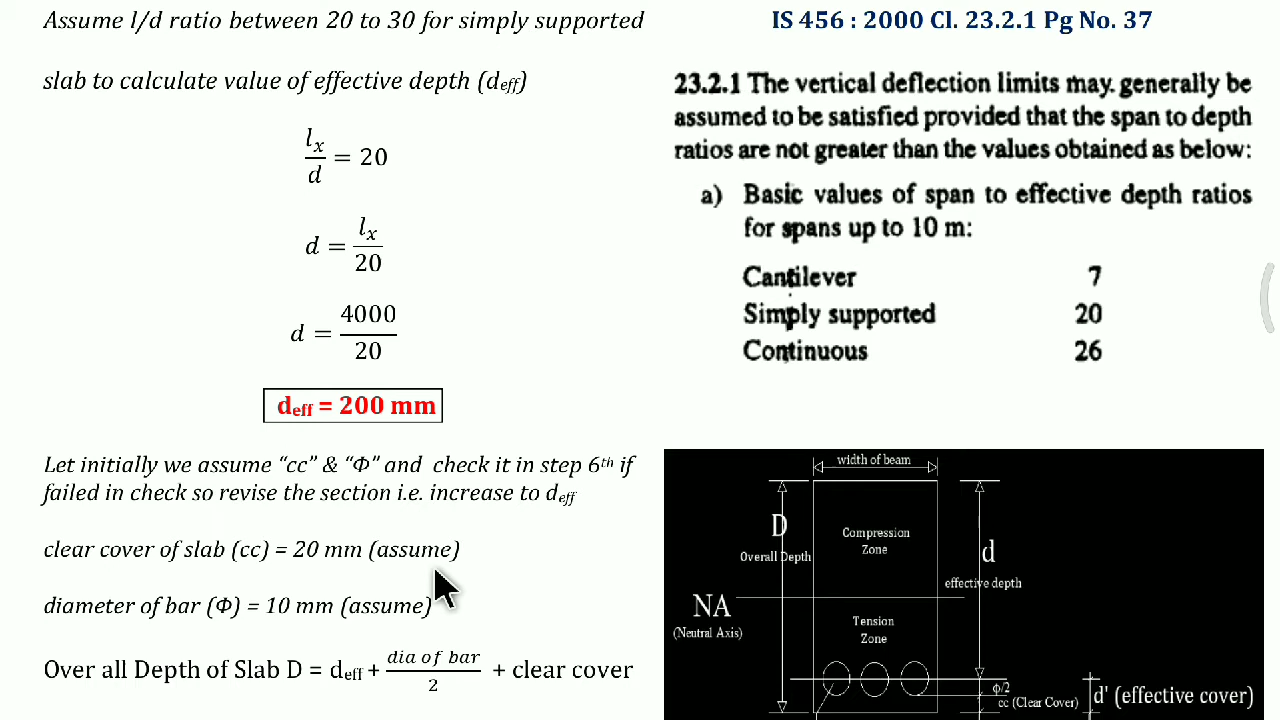 Assume l/d ratio between 20 to 30 for simply supported
slab to calculate value of effective depth (deff)
lx/d = 20
d = lx/20
d = 4000/20
deff = 200 mm
Let initially we assume “cc” & “Φ” and check it in step 6th if
failed in check so revise the section i.e. increase to deff
clear cover of slab (cc) = 20 mm (assume)
diameter of bar (Φ) = 10 mm (assume)
Over all Depth of Slab D = deff + dia of bar/2 + clear cover
IS 456 : 2000 Cl. 23.2.1 Pg No. 37
23.2.1 The vertical deflection limits may generally be
assumed to be satisfied provided that the span to depth
ratios are not greater than the values obtained as below:
a) Basic values of span to effective depth ratios
for spans up to 10 m:
Cantilever 7
Simply supported 20
Continuous 26
width of beam
D
Overall Depth
Compression
Zone
d
effective depth
NA
(Neutral Axis)
Tension
Zone
ϕ/2
cc (Clear Cover)
d' (effective cover)